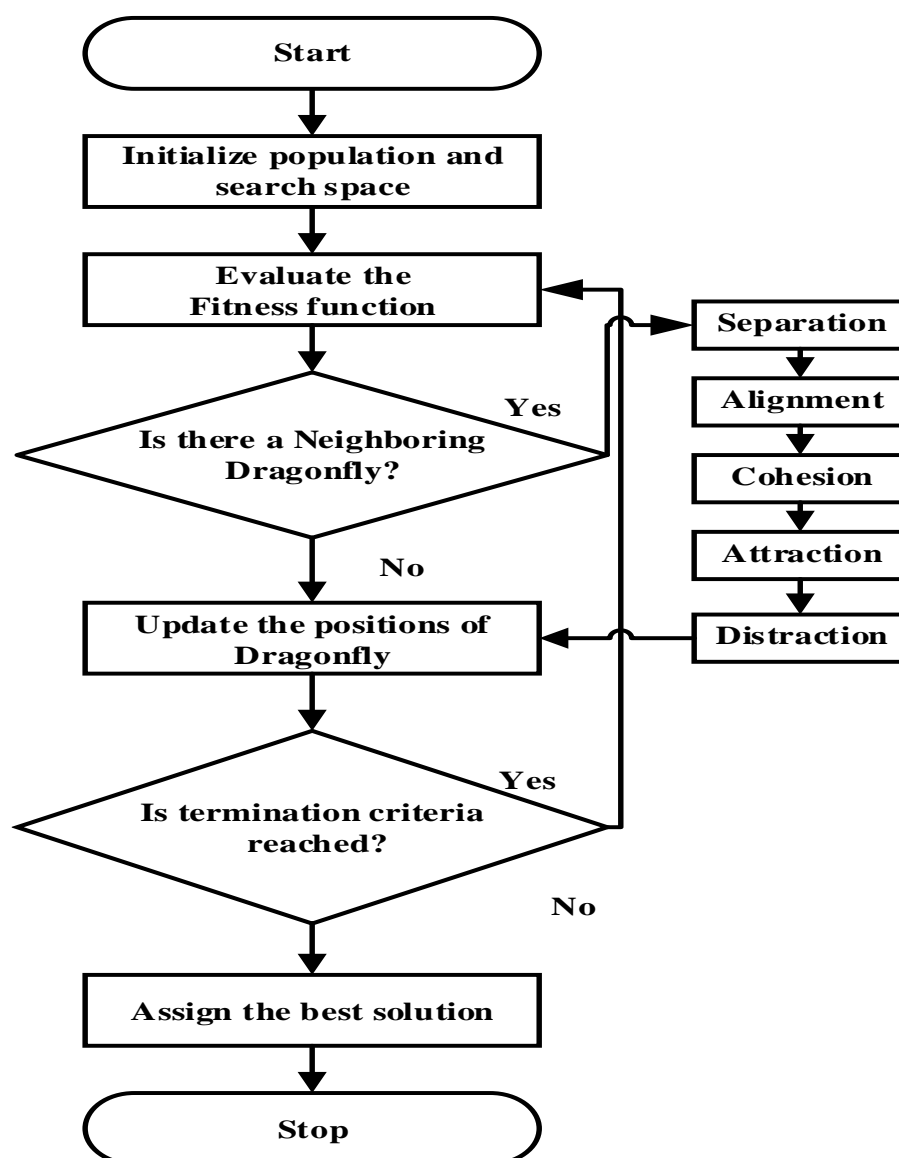 Start
Initialize population and
search space
Evaluate the
Fitness function
Separation
Yes
Alignment
Is there a Neighboring
Dragonfly?
Cohesion
Attraction
No
Update the positions of
Dragonfly
Distraction
Yes
Is termination criteria
reached?
No
Assign the best solution
Stop